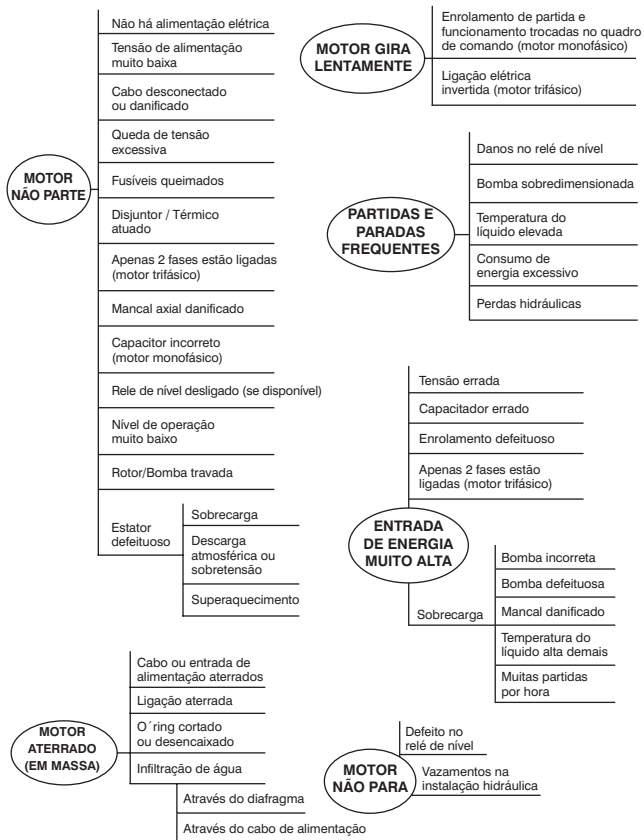 MOTOR
NÃO PARTE
Não há alimentação elétrica
Tensão de alimentação
muito baixa
Cabo desconectado
ou danificado
Queda de tensão
excessiva
Fusíveis queimados
Disjuntor / Térmico
atuado
Apenas 2 fases estão ligadas
(motor trifásico)
Mancal axial danificado
Capacitor incorreto
(motor monofásico)
Rele de nível desligado (se disponível)
Nível de operação
muito baixo
Rotor/Bomba travada
Estator
defeituoso
Sobrecarga
Descarga
atmosférica ou
sobretensão
Superaquecimento
MOTOR GIRA
LENTAMENTE
Enrolamento de partida e
funcionamento trocadas no quadro
de comando (motor monofásico)
Ligação elétrica
invertida (motor trifásico)
PARTIDAS E
PARADAS
FREQUENTES
Danos no relé de nível
Bomba sobredimensionada
Temperatura do
líquido elevada
Consumo de
energia excessivo
Perdas hidráulicas
ENTRADA
DE ENERGIA
MUITO ALTA
Tensão errada
Capacitador errado
Enrolamento defeituoso
Apenas 2 fases estão
ligadas (motor trifásico)
Sobrecarga
Bomba incorreta
Bomba defeituosa
Mancal danificado
Temperatura do
líquido alta demais
Muitas partidas
por hora
MOTOR
ATERRADO
(EM MASSA)
Cabo ou entrada de
alimentação aterrados
Ligação aterrada
O´ring cortado
ou desencaixado
Infiltração de água
Através do diafragma
Através do cabo de alimentação
MOTOR
NÃO PARA
Defeito no
relé de nível
Vazamentos na
instalação hidráulica